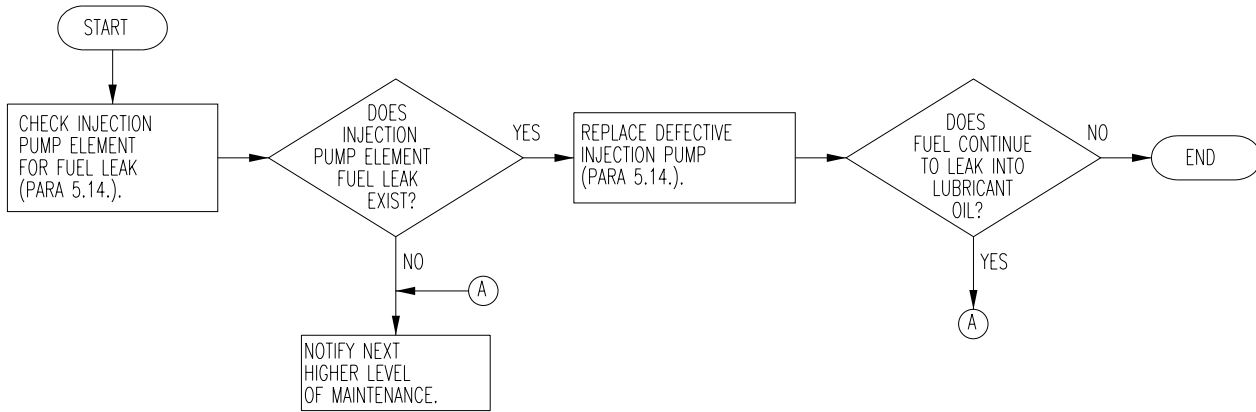 START
CHECK INJECTION
PUMP ELEMENT
FOR FUEL LEAK
(PARA 5.14.).
DOES
INJECTION
PUMP ELEMENT
FUEL LEAK
EXIST?
YES
REPLACE DEFECTIVE
INJECTION PUMP
(PARA 5.14.).
DOES
FUEL CONTINUE
TO LEAK INTO
LUBRICANT
OIL?
NO
END
NO
A
NOTIFY NEXT
HIGHER LEVEL
OF MAINTENANCE.
YES
A